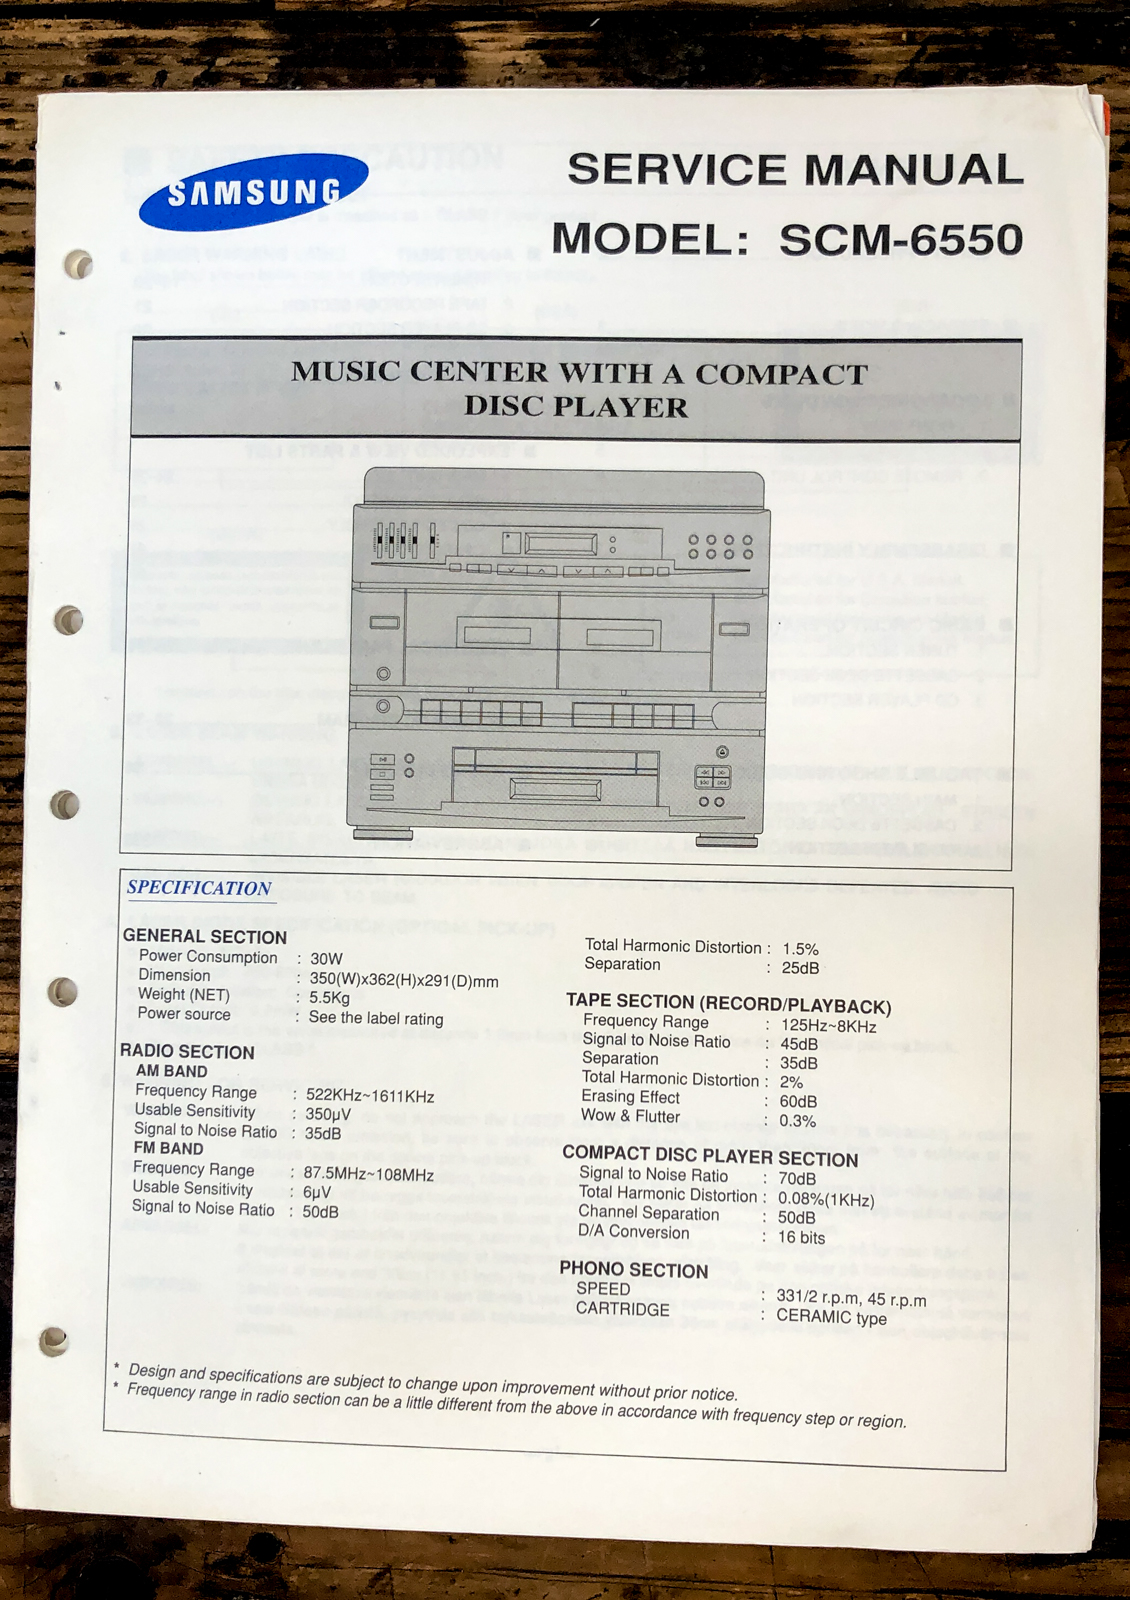 SAMSUNG
SERVICE MANUAL
MODEL: SCM-6550
MUSIC CENTER WITH A COMPACT
DISC PLAYER
SPECIFICATION
GENERAL SECTION
Power Consumption : 30W
Dimension : 350(W)x362(H)x291(D)mm
Weight (NET) : 5.5Kg
Power source : See the label rating
RADIO SECTION
AM BAND
Frequency Range : 522KHz~1611KHz
Usable Sensitivity : 350µV
Signal to Noise Ratio : 35dB
FM BAND
Frequency Range : 87.5MHz~108MHz
Usable Sensitivity : 6µV
Signal to Noise Ratio : 50dB
Total Harmonic Distortion : 1.5%
Separation : 25dB
TAPE SECTION (RECORD/PLAYBACK)
Frequency Range : 125Hz~8KHz
Signal to Noise Ratio : 45dB
Separation : 35dB
Total Harmonic Distortion : 2%
Erasing Effect : 60dB
Wow & Flutter : 0.3%
COMPACT DISC PLAYER SECTION
Signal to Noise Ratio : 70dB
Total Harmonic Distortion : 0.08%(1KHz)
Channel Separation : 50dB
D/A Conversion : 16 bits
PHONO SECTION
SPEED : 331/2 r.p.m, 45 r.p.m
CARTRIDGE : CERAMIC type
* Design and specifications are subject to change upon improvement without prior notice.
* Frequency range in radio section can be a little different from the above in accordance with frequency step or region.